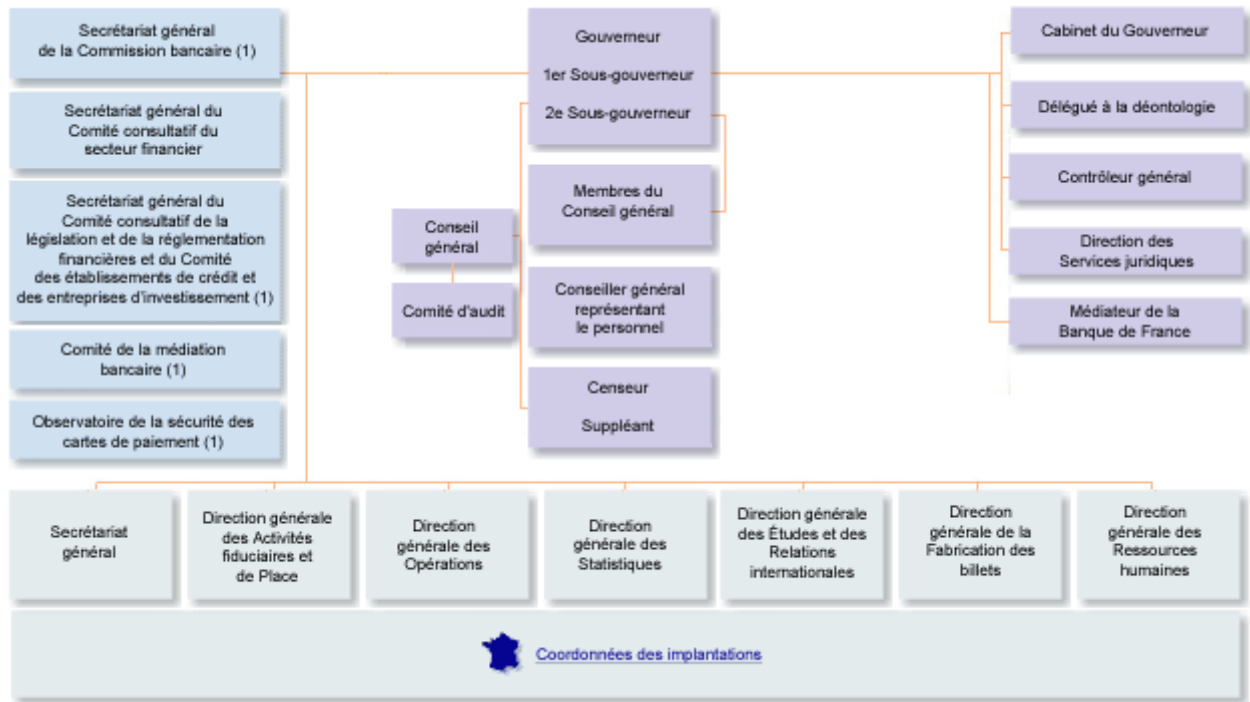 Secrétariat général
de la Commission bancaire (1)
Secrétariat général du
Comité consultatif du
secteur financier
Secrétariat général du
Comité consultatif de la
législation et de la réglementation
financières et du Comité
des établissements de crédit et
des entreprises d'investissement (1)
Comité de la médiation
bancaire (1)
Observatoire de la sécurité des
cartes de paiement (1)
Gouverneur
1er Sous-gouverneur
2e Sous-gouverneur
Membres du
Conseil général
Conseil
général
Comité d'audit
Conseiller général
représentant
le personnel
Censeur
Suppléant
Cabinet du Gouverneur
Délégué à la déontologie
Contrôleur général
Direction des
Services juridiques
Médiateur de la
Banque de France
Secrétariat
général
Direction générale
des Activités
fiduciaires et
de Place
Direction
générale des
Opérations
Direction
générale des
Statistiques
Direction générale
des Études et des
Relations
internationales
Direction
générale de la
Fabrication des
billets
Direction
générale des
Ressources
humaines
Coordonnées des implantations